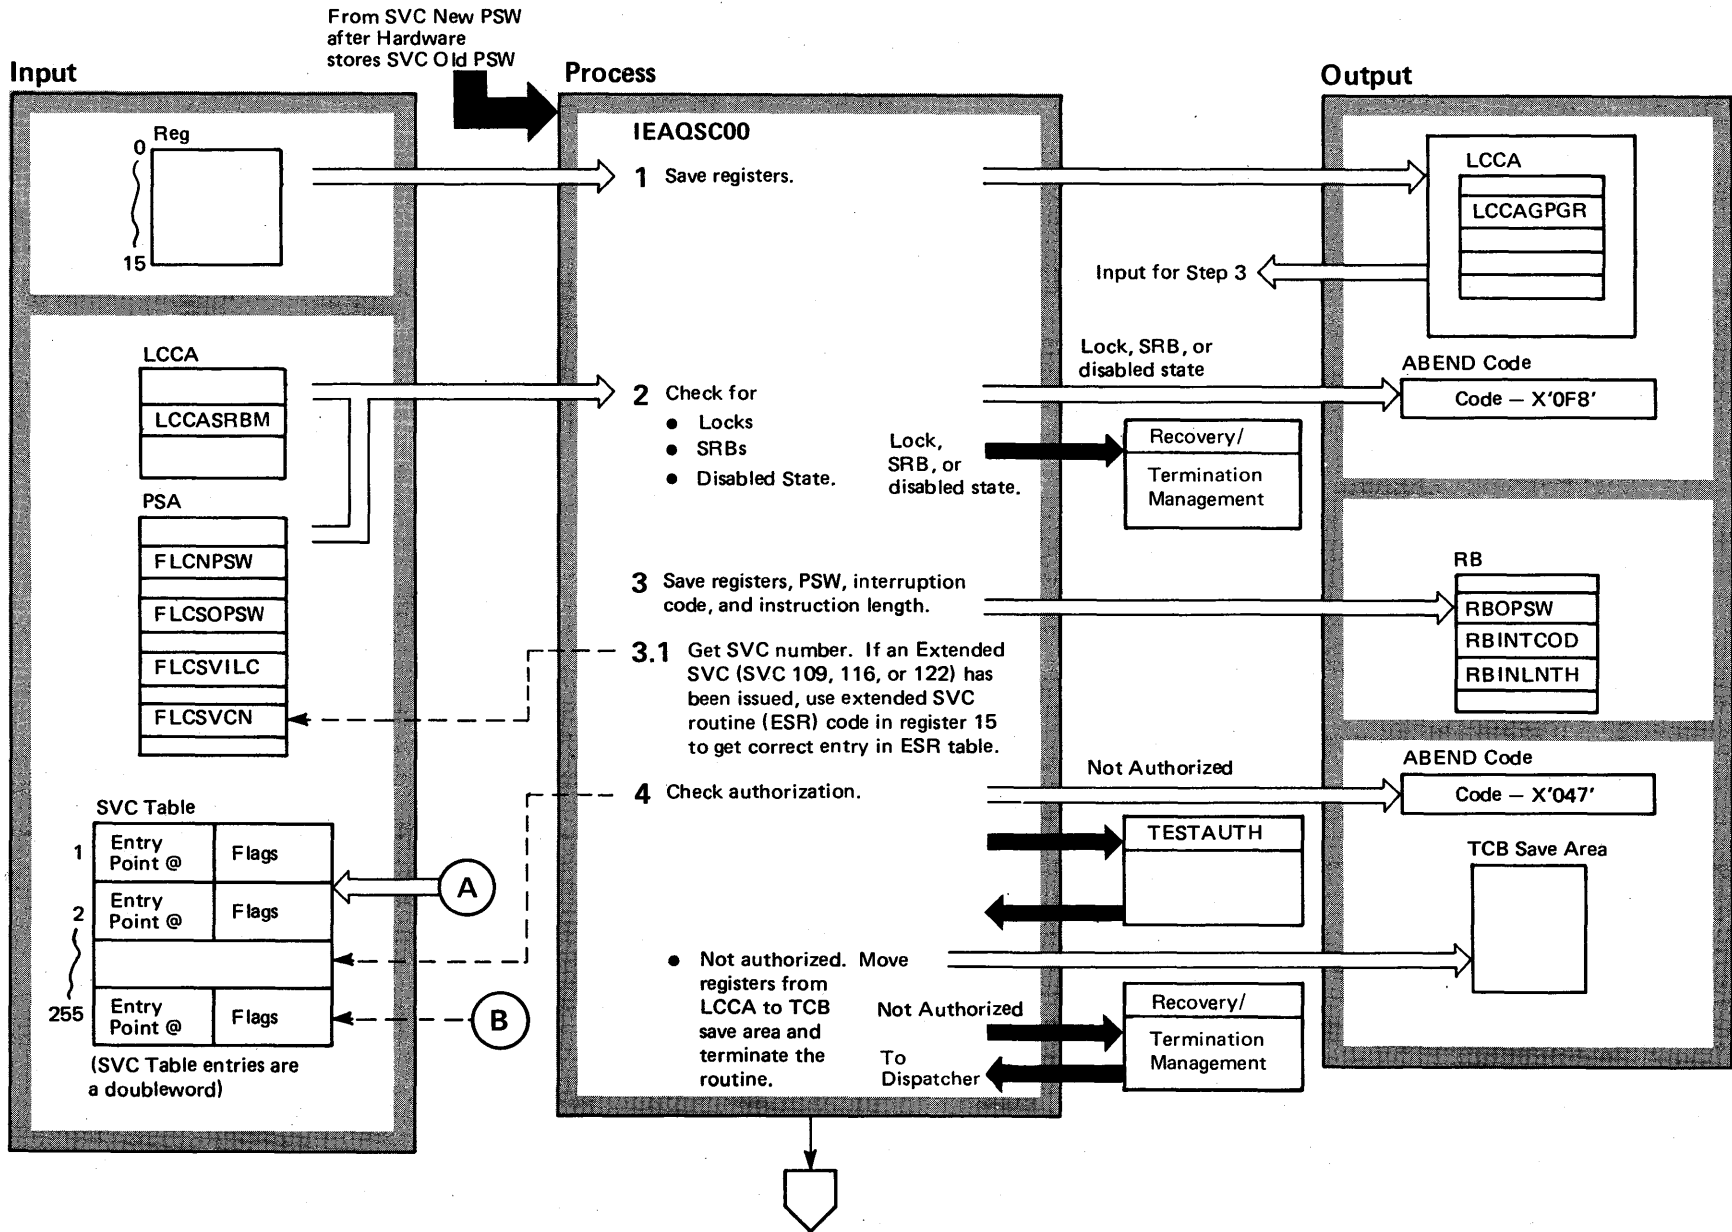 From SVC New PSW
after Hardware
stores SVC Old PSW
Input
Process
Output
Reg
0
15
LCCA
LCCASRBM
PSA
FLCNPSW
FLCSOPSW
FLCSVILC
FLCSVCN
SVC Table
1
Entry
Point @
Flags
2
Entry
Point @
Flags
255
Entry
Point @
Flags
(SVC Table entries are
a doubleword)
A
B
IEAQSC00
1 Save registers.
2 Check for
● Locks
● SRBs
● Disabled State.
Lock,
SRB, or
disabled state.
3 Save registers, PSW, interruption
code, and instruction length.
3.1 Get SVC number. If an Extended
SVC (SVC 109, 116, or 122) has
been issued, use extended SVC
routine (ESR) code in register 15
to get correct entry in ESR table.
4 Check authorization.
● Not authorized. Move
registers from
LCCA to TCB
save area and
terminate the
routine.
Not Authorized
To
Dispatcher
Input for Step 3
Lock, SRB, or
disabled state
Recovery/
Termination
Management
Not Authorized
TESTAUTH
Recovery/
Termination
Management
LCCA
LCCAGPGR
ABEND Code
Code – X'0F8'
RB
RBOPSW
RBINTCOD
RBINLNTH
ABEND Code
Code – X'047'
TCB Save Area